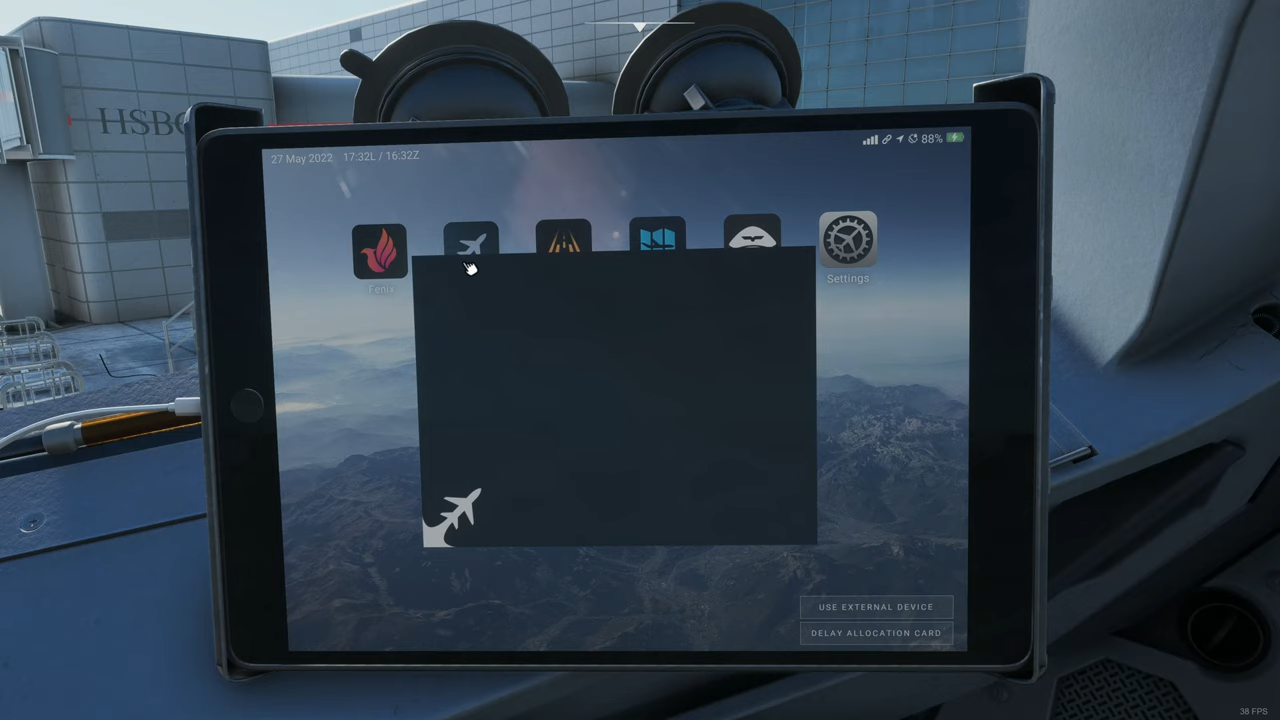 HSBC
27 May 2022 17:32L / 16:32Z
88%
Fenix
Settings
USE EXTERNAL DEVICE
DELAY ALLOCATION CARD
38 FPS